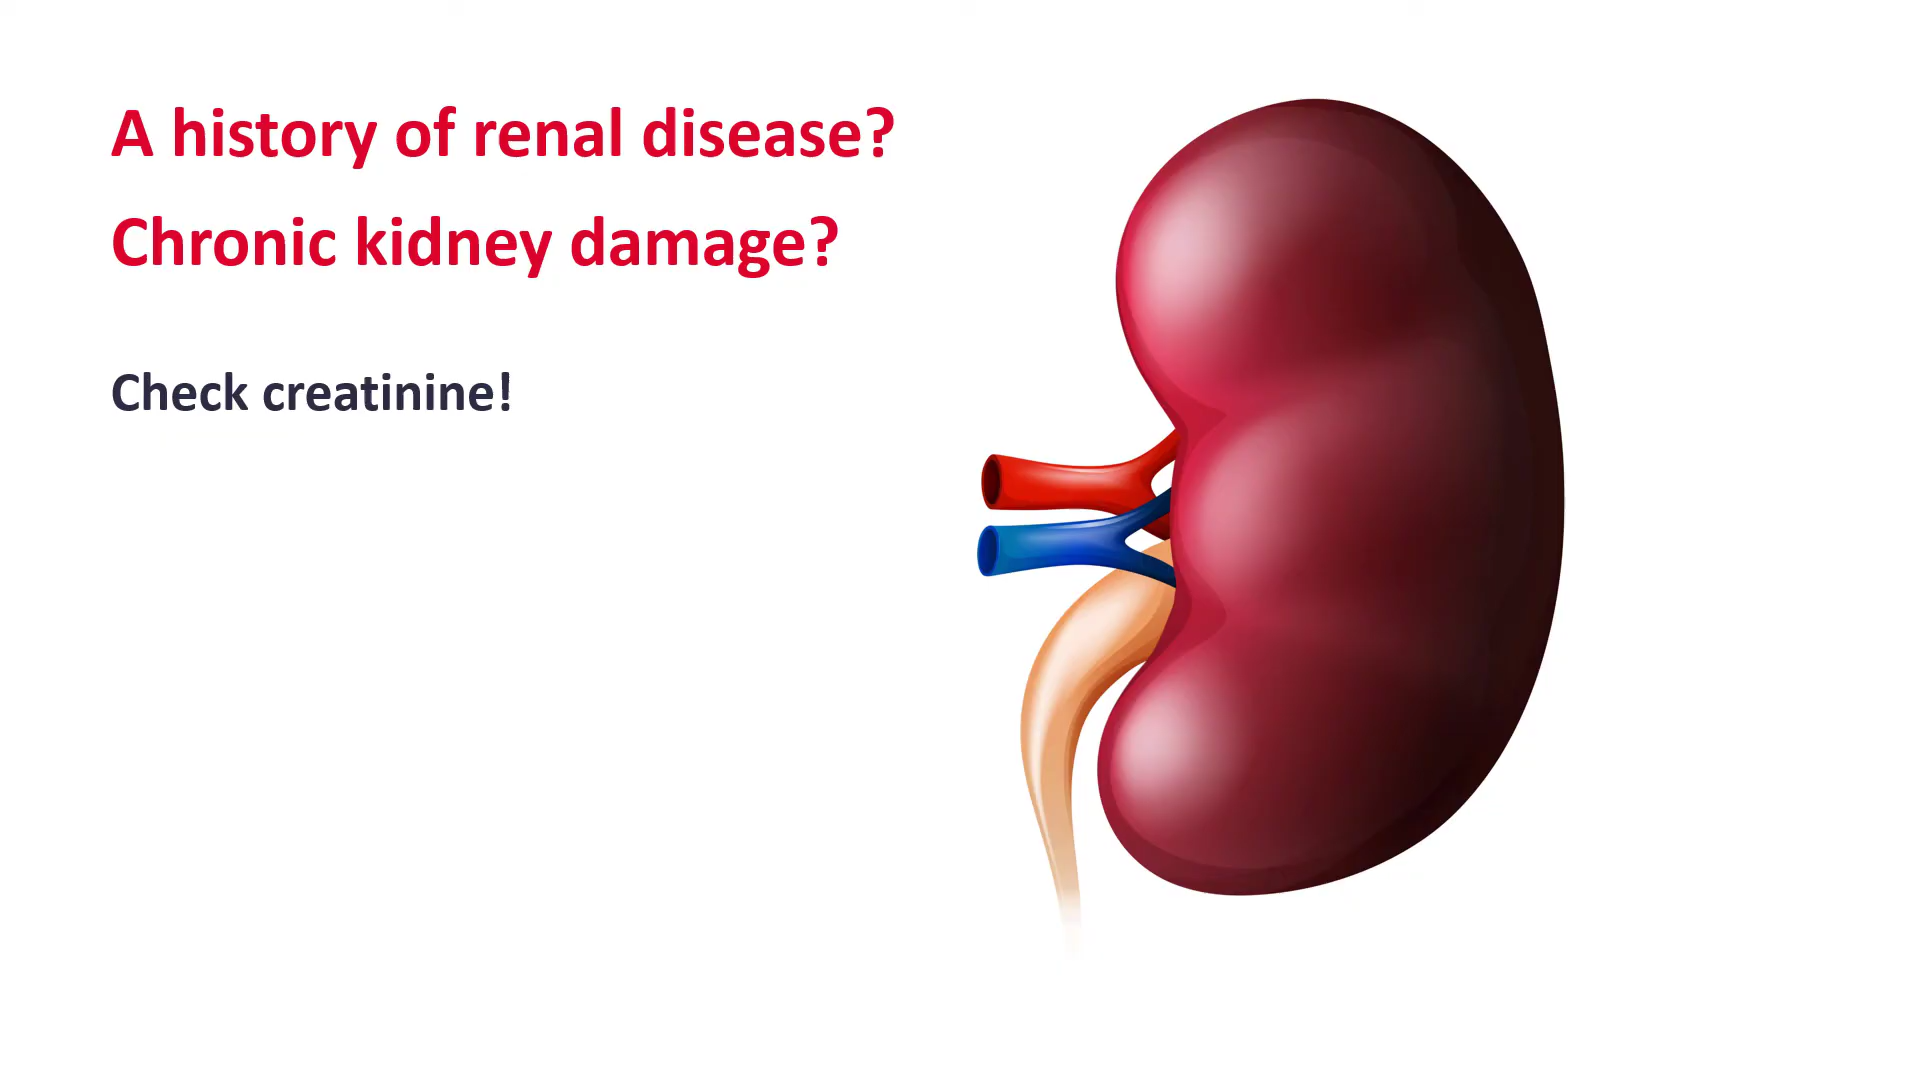 A history of renal disease?
Chronic kidney damage?
Check creatinine!